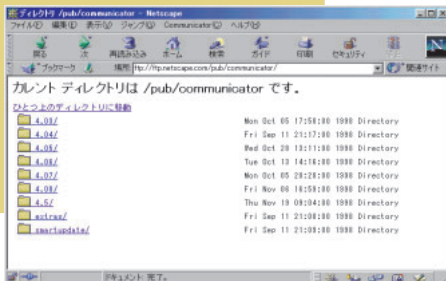 ディレクトリ /pub/communicator - Netscape
ファイル(F) 編集(E) 表示(V) ジャンプ(G) Communicator(C) ヘルプ(H)
戻る 次 再読み込み ホーム 検索 ガイド 印刷 セキュリティ
ブックマーク 場所: ftp://ftp.netscape.com/pub/communicator/ 関連サイト
カレント ディレクトリは /pub/communicator です。
ひとつ上のディレクトリに移動
4.03/ Mon Oct 05 17:58:00 1998 Directory
4.04/ Fri Sep 11 21:17:00 1998 Directory
4.05/ Wed Oct 28 13:11:00 1998 Directory
4.06/ Tue Oct 13 14:16:00 1998 Directory
4.07/ Mon Oct 05 20:28:00 1998 Directory
4.08/ Fri Nov 06 16:59:00 1998 Directory
4.5/ Thu Nov 19 09:04:00 1998 Directory
extras/ Fri Sep 11 21:08:00 1998 Directory
smartupdate/ Fri Sep 11 21:09:00 1998 Directory
ドキュメント: 完了。